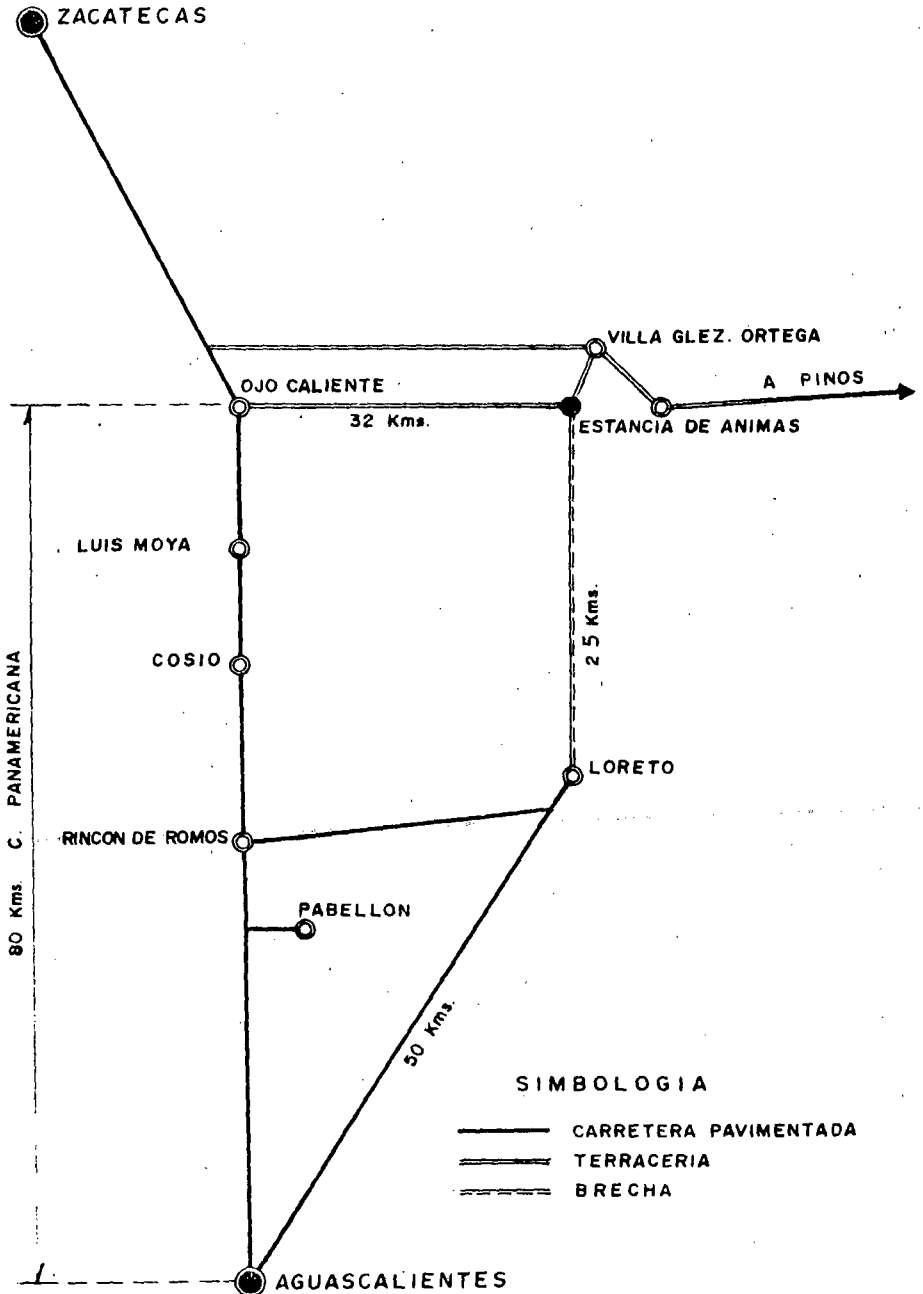 ZACATECAS
VILLA GLEZ. ORTEGA
OJO CALIENTE
A PINOS
32 Kms.
ESTANCIA DE ANIMAS
LUIS MOYA
25 Kms.
COSIO
80 Kms. C. PANAMERICANA
LORETO
RINCON DE ROMOS
PABELLON
50 Kms.
SIMBOLOGIA
CARRETERA PAVIMENTADA
TERRACERIA
BRECHA
AGUASCALIENTES